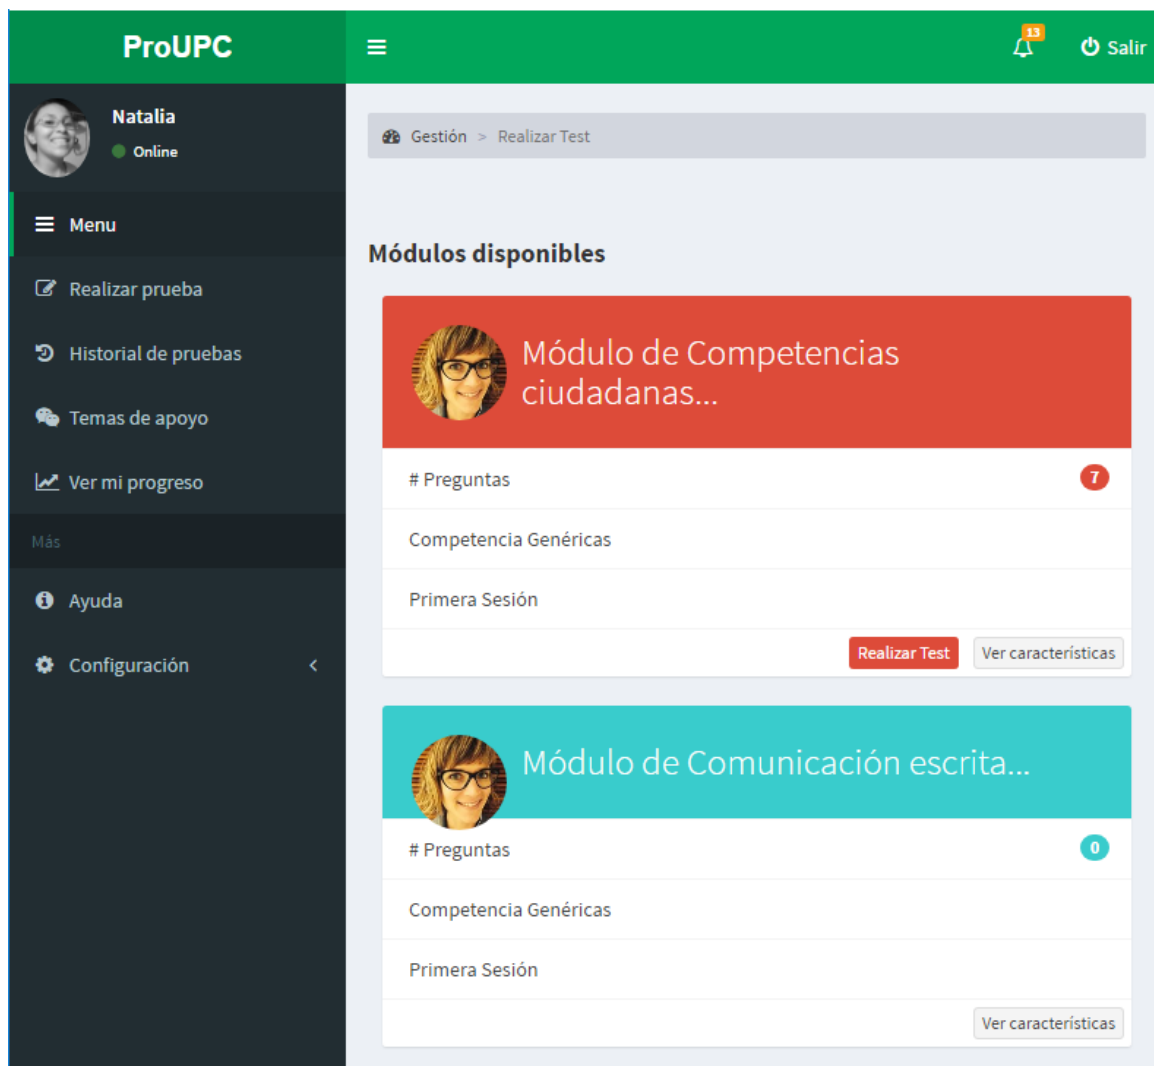 ProUPC
13
Salir
Natalia
Online
Gestión > Realizar Test
Menu
Realizar prueba
Historial de pruebas
Temas de apoyo
Ver mi progreso
Más
Ayuda
Configuración
Módulos disponibles
Módulo de Competencias
ciudadanas...
# Preguntas 7
Competencia Genéricas
Primera Sesión
Realizar Test Ver características
Módulo de Comunicación escrita...
# Preguntas 0
Competencia Genéricas
Primera Sesión
Ver características